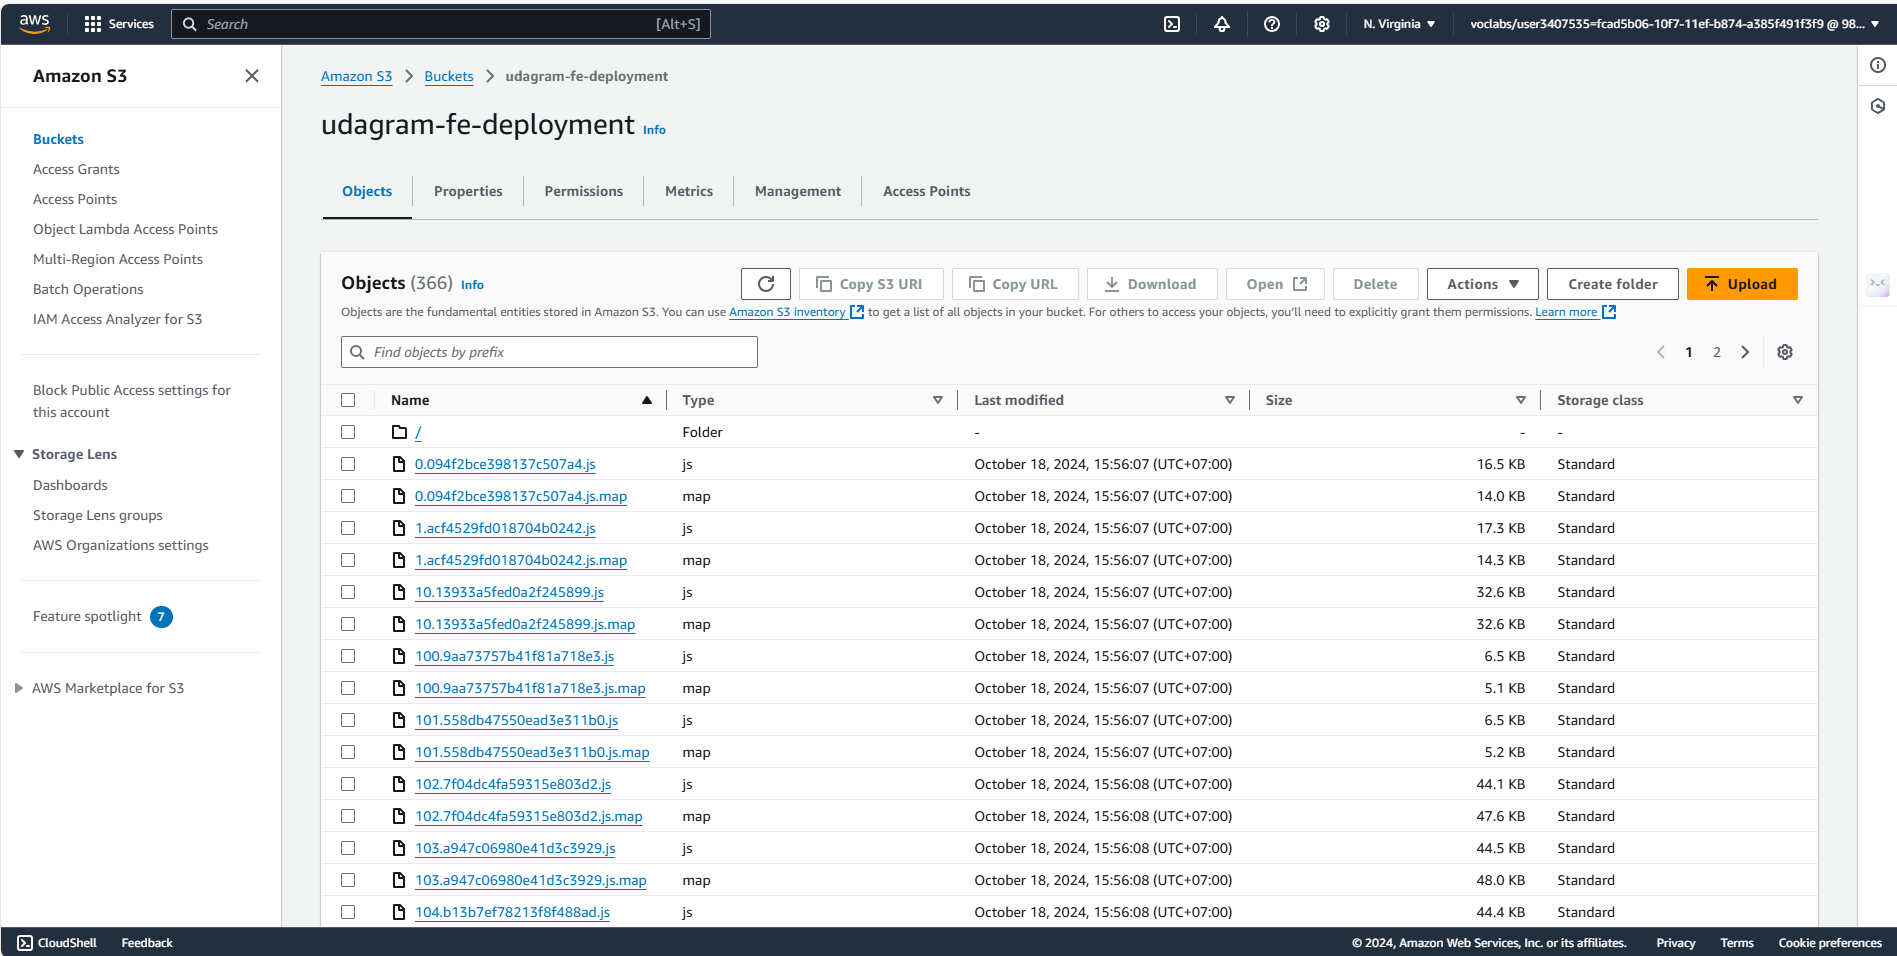 aws
Services
Search
[Alt+S]
N. Virginia
voclabs/user3407535=fcad5b06-10f7-11ef-b874-a385f491f3f9 @ 98...
Amazon S3
Buckets
Access Grants
Access Points
Object Lambda Access Points
Multi-Region Access Points
Batch Operations
IAM Access Analyzer for S3
Block Public Access settings for
this account
Storage Lens
Dashboards
Storage Lens groups
AWS Organizations settings
Feature spotlight 7
AWS Marketplace for S3
Amazon S3 > Buckets > udagram-fe-deployment
udagram-fe-deployment Info
Objects Properties Permissions Metrics Management Access Points
Objects (366) Info
Copy S3 URI Copy URL Download Open Delete Actions Create folder Upload
Objects are the fundamental entities stored in Amazon S3. You can use Amazon S3 inventory to get a list of all objects in your bucket. For others to access your objects, you'll need to explicitly grant them permissions. Learn more
Find objects by prefix
1 2
Name Type Last modified Size Storage class
/ Folder - - -
0.094f2bce398137c507a4.js js October 18, 2024, 15:56:07 (UTC+07:00) 16.5 KB Standard
0.094f2bce398137c507a4.js.map map October 18, 2024, 15:56:07 (UTC+07:00) 14.0 KB Standard
1.acf4529fd018704b0242.js js October 18, 2024, 15:56:07 (UTC+07:00) 17.3 KB Standard
1.acf4529fd018704b0242.js.map map October 18, 2024, 15:56:07 (UTC+07:00) 14.3 KB Standard
10.13933a5fed0a2f245899.js js October 18, 2024, 15:56:07 (UTC+07:00) 32.6 KB Standard
10.13933a5fed0a2f245899.js.map map October 18, 2024, 15:56:07 (UTC+07:00) 32.6 KB Standard
100.9aa73757b41f81a718e3.js js October 18, 2024, 15:56:07 (UTC+07:00) 6.5 KB Standard
100.9aa73757b41f81a718e3.js.map map October 18, 2024, 15:56:07 (UTC+07:00) 5.1 KB Standard
101.558db47550ead3e311b0.js js October 18, 2024, 15:56:07 (UTC+07:00) 6.5 KB Standard
101.558db47550ead3e311b0.js.map map October 18, 2024, 15:56:07 (UTC+07:00) 5.2 KB Standard
102.7f04dc4fa59315e803d2.js js October 18, 2024, 15:56:08 (UTC+07:00) 44.1 KB Standard
102.7f04dc4fa59315e803d2.js.map map October 18, 2024, 15:56:08 (UTC+07:00) 47.6 KB Standard
103.a947c06980e41d3c3929.js js October 18, 2024, 15:56:08 (UTC+07:00) 44.5 KB Standard
103.a947c06980e41d3c3929.js.map map October 18, 2024, 15:56:08 (UTC+07:00) 48.0 KB Standard
104.b13b7ef78213f8f488ad.js js October 18, 2024, 15:56:08 (UTC+07:00) 44.4 KB Standard
CloudShell Feedback © 2024, Amazon Web Services, Inc. or its affiliates. Privacy Terms Cookie preferences